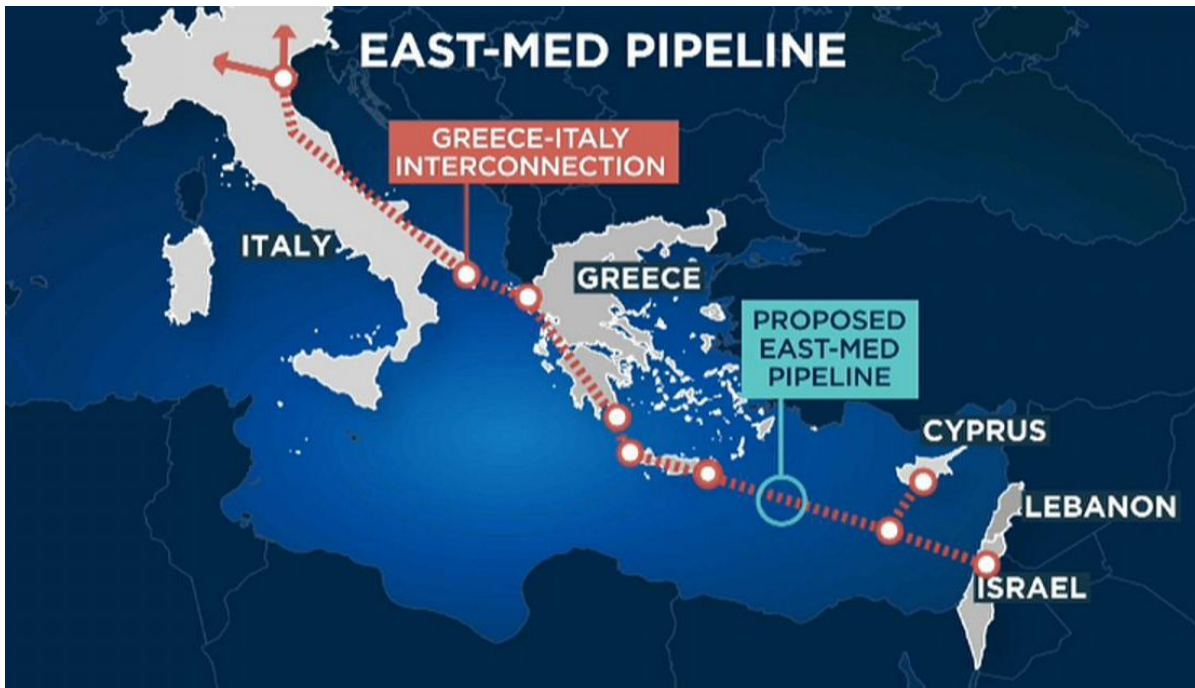 EAST-MED PIPELINE
GREECE-ITALY
INTERCONNECTION
ITALY
GREECE
PROPOSED
EAST-MED
PIPELINE
CYPRUS
LEBANON
ISRAEL